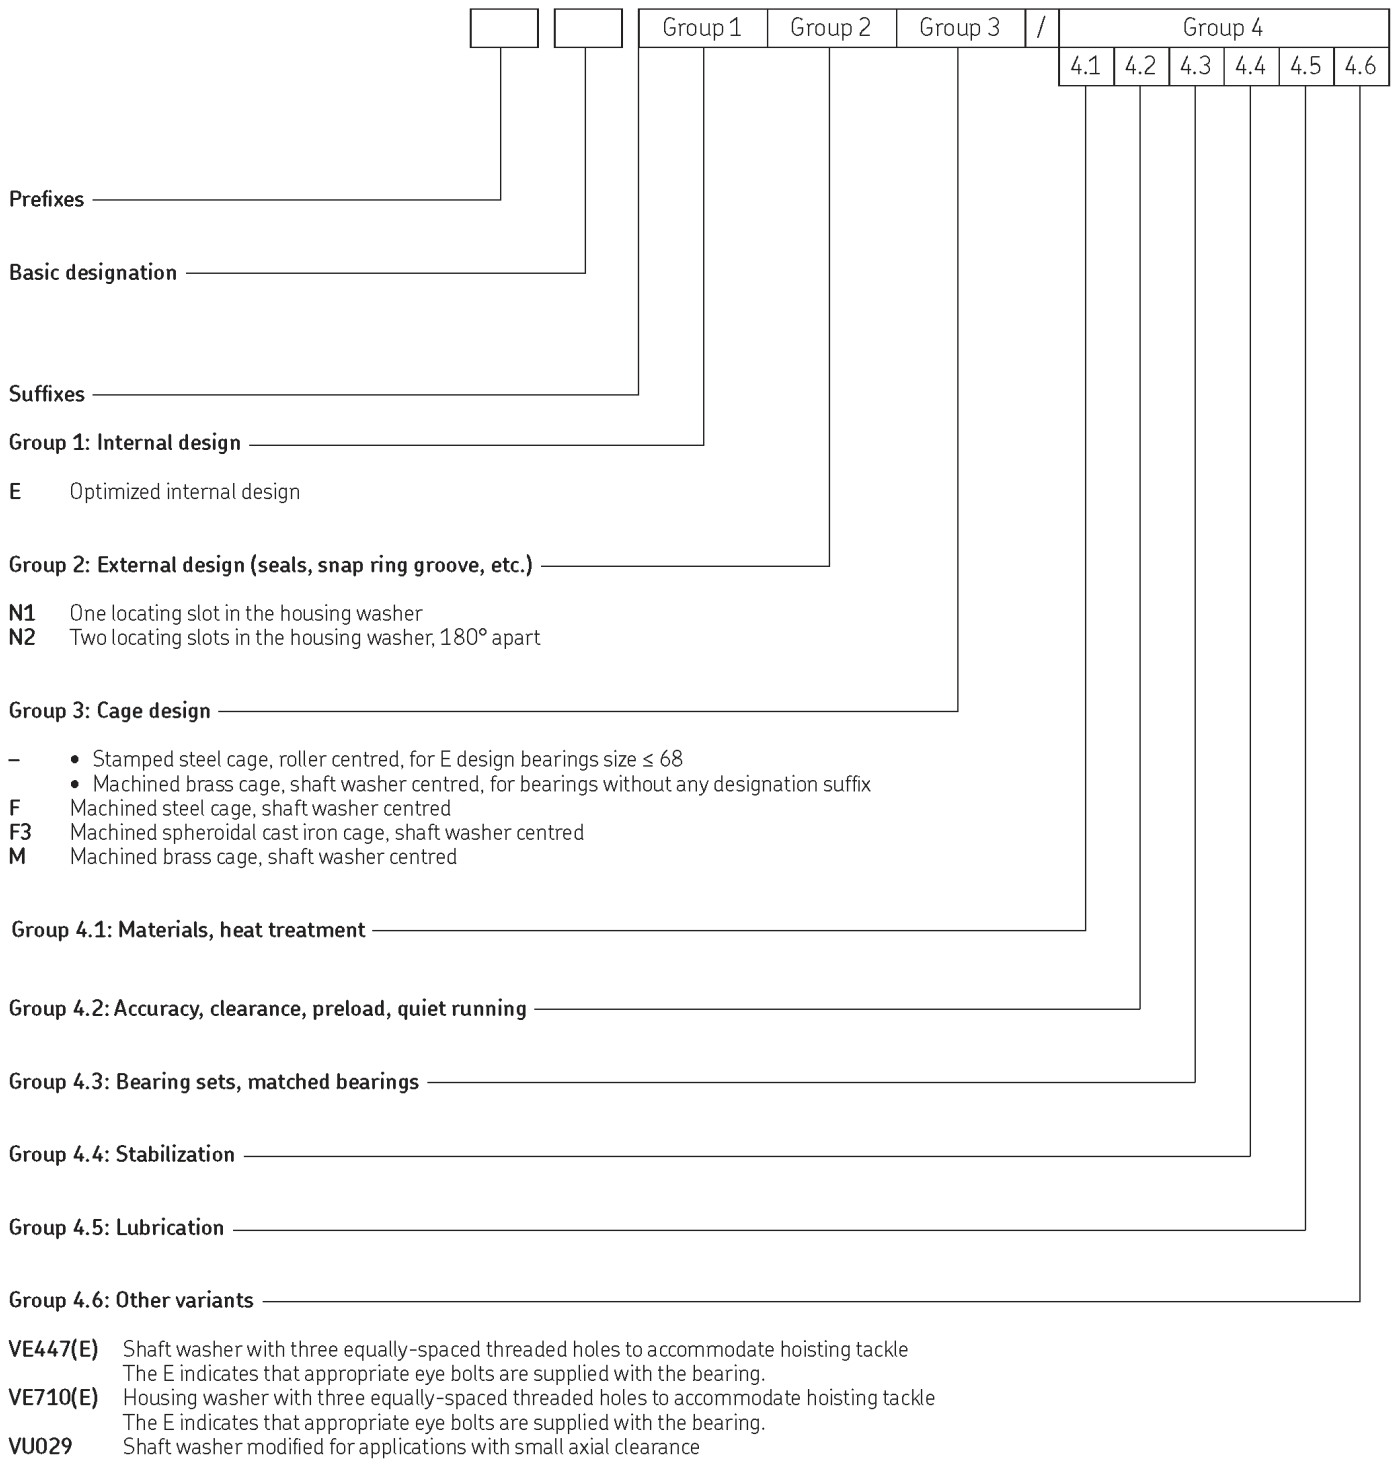 Group 1 Group 2 Group 3 / Group 4
4.1 4.2 4.3 4.4 4.5 4.6
Prefixes
Basic designation
Suffixes
Group 1: Internal design
E Optimized internal design
Group 2: External design (seals, snap ring groove, etc.)
N1 One locating slot in the housing washer
N2 Two locating slots in the housing washer, 180° apart
Group 3: Cage design
– • Stamped steel cage, roller centred, for E design bearings size ≤ 68
• Machined brass cage, shaft washer centred, for bearings without any designation suffix
F Machined steel cage, shaft washer centred
F3 Machined spheroidal cast iron cage, shaft washer centred
M Machined brass cage, shaft washer centred
Group 4.1: Materials, heat treatment
Group 4.2: Accuracy, clearance, preload, quiet running
Group 4.3: Bearing sets, matched bearings
Group 4.4: Stabilization
Group 4.5: Lubrication
Group 4.6: Other variants
VE447(E) Shaft washer with three equally-spaced threaded holes to accommodate hoisting tackle
The E indicates that appropriate eye bolts are supplied with the bearing.
VE710(E) Housing washer with three equally-spaced threaded holes to accommodate hoisting tackle
The E indicates that appropriate eye bolts are supplied with the bearing.
VU029 Shaft washer modified for applications with small axial clearance